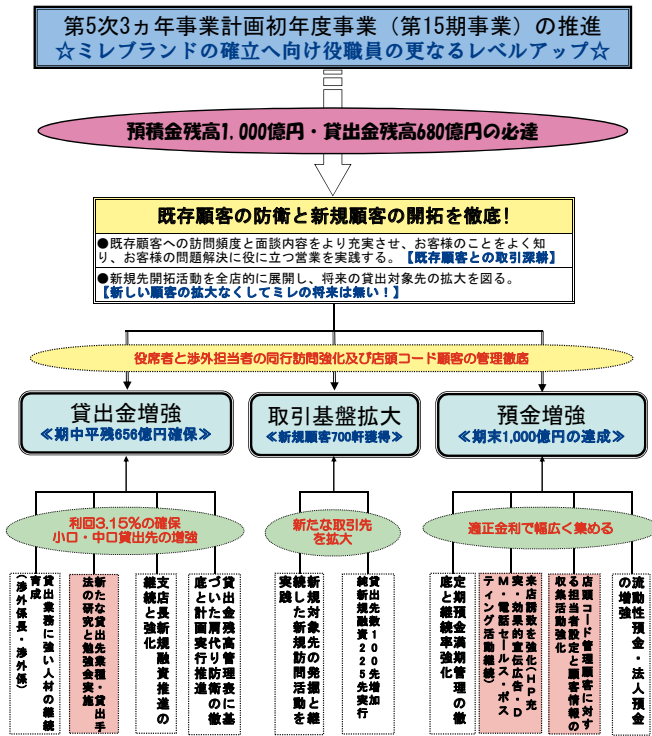 第5次3ヵ年事業計画初年度事業（第15期事業）の推進
☆ミレブランドの確立へ向け役職員の更なるレベルアップ☆
預積金残高1,000億円・貸出金残高680億円の必達
既存顧客の防衛と新規顧客の開拓を徹底！
●既存顧客への訪問頻度と面談内容をより充実させ、お客様のことをよく知
り、お客様の問題解決に役に立つ営業を実践する。【既存顧客との取引深耕】
●新規先開拓活動を全店的に展開し、将来の貸出対象先の拡大を図る。
【新しい顧客の拡大なくしてミレの将来は無い！】
役席者と渉外担当者の同行訪問強化及び店頭コード顧客の管理徹底
貸出金増強
≪期中平残656億円確保≫
取引基盤拡大
≪新規顧客700軒獲得≫
預金増強
≪期末1,000億円の達成≫
利回3.15％の確保
小口・中口貸出先の増強
新たな取引先
を拡大
適正金利で幅広く集める
貸出業務に強い人材の継続
育成
（渉外係長・渉外係）
新たな貸出先業種・貸出手
法の研究と勉強会実施
支店長新規融資推進の
継続と強化
貸出金残高管理表に基
づいた肩代り防衛の徹
底と計画実行推進
新規対象先の発掘と継
続した新規訪問活動を
実践
貸出先数100先増加
純新規融資225先実行
定期預金満期管理の徹
底と継続率強化
来店誘致を強化（HP充
実・効果的宣伝広告・D
M・電話セールス・ポス
ティング活動継続）
店頭コード管理顧客に対す
る担当者設定と顧客情報の
収集活動強化
流動性預金・法人預金
の増強